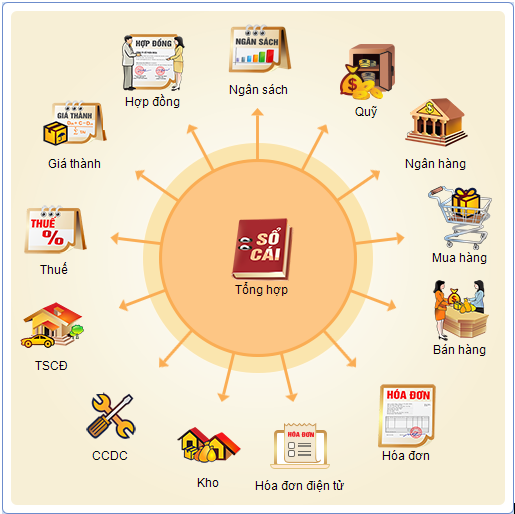 HỢP ĐỒNG
Hợp đồng
NGÂN SÁCH
Ngân sách
Quỹ
GIÁ THÀNH
Giá thành
Ngân hàng
THUẾ
%
Thuế
SỔ
CÁI
Tổng hợp
Mua hàng
TSCĐ
Bán hàng
CCDC
Kho
HÓA ĐƠN
Hóa đơn điện tử
HÓA ĐƠN
Hóa đơn